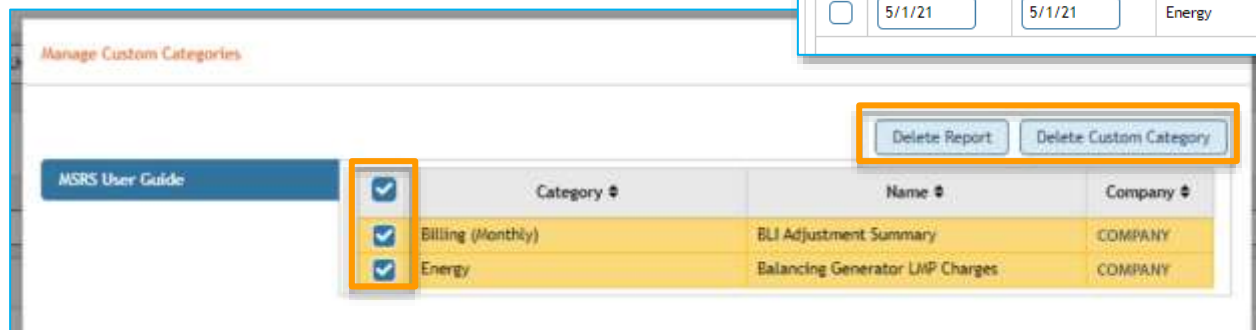 5/1/21 5/1/21 Energy
Manage Custom Categories
Delete Report Delete Custom Category
MSRS User Guide
Category Name Company
Billing (Monthly) BLI Adjustment Summary COMPANY
Energy Balancing Generator LMP Charges COMPANY